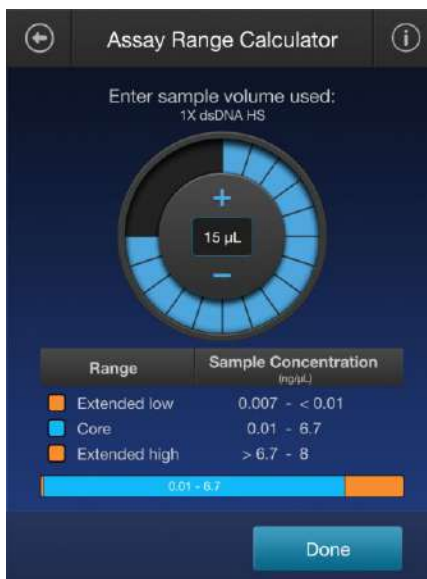 Assay Range Calculator
i
Enter sample volume used:
1X dsDNA HS
+
15 µL
−
Range Sample Concentration
(ng/µL)
Extended low 0.007 - < 0.01
Core 0.01 - 6.7
Extended high > 6.7 - 8
0.01 - 6.7
Done